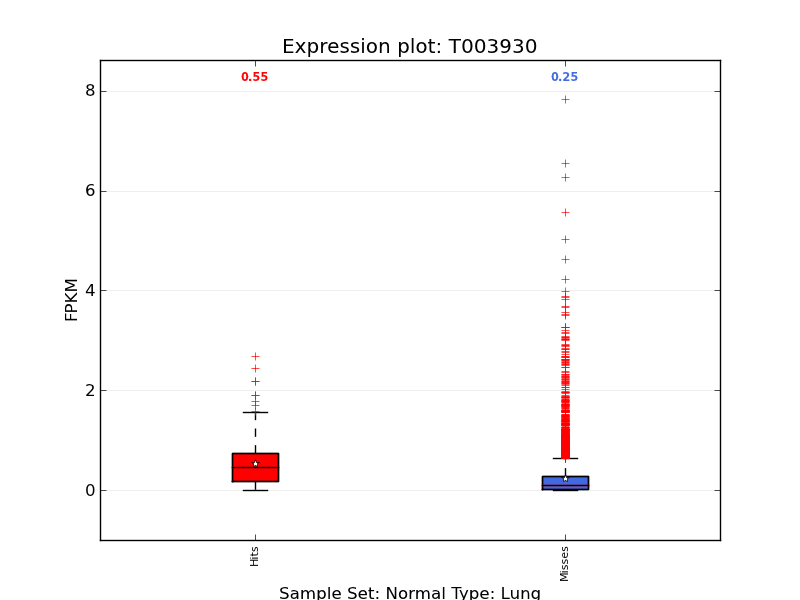 Expression plot: T003930
0.55
0.25
8
6
4
2
0
FPKM
Hits
Misses
Sample Set: Normal Type: Lung